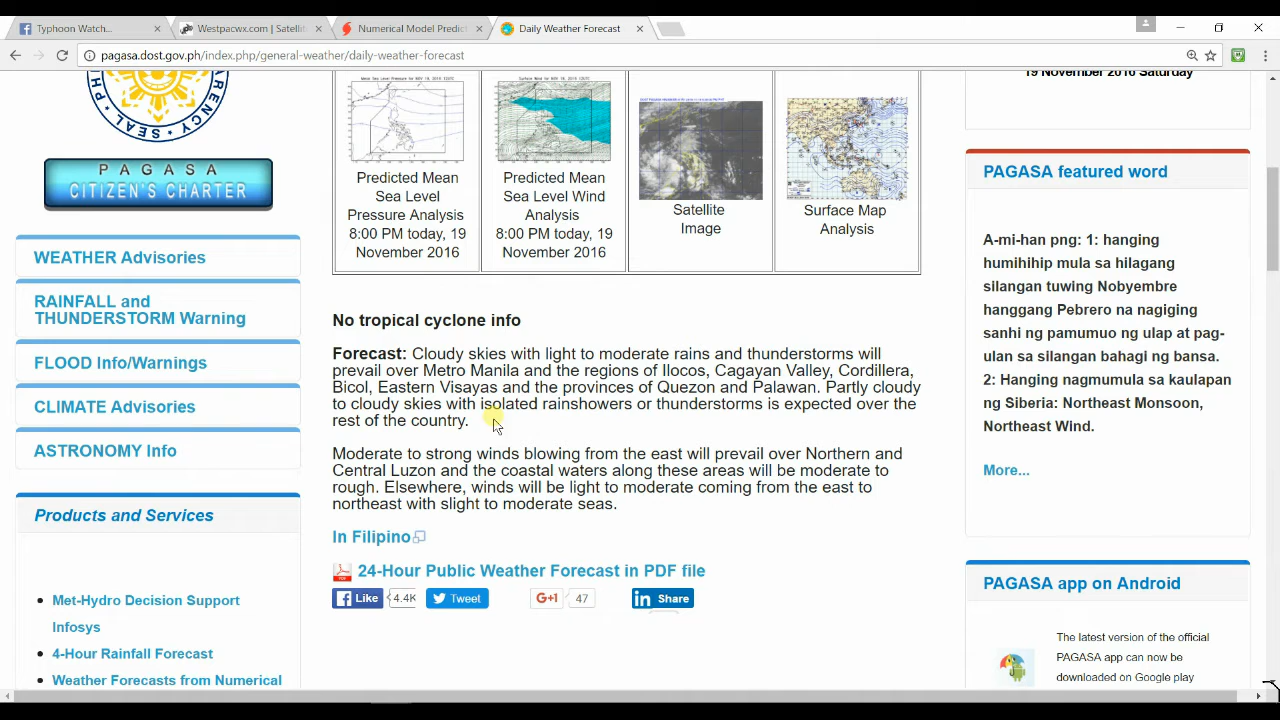 Typhoon Watch...
Westpacwx.com | Satellit
Numerical Model Predict
Daily Weather Forecast
pagasa.dost.gov.ph/index.php/general-weather/daily-weather-forecast
PAGASA
CITIZEN'S CHARTER
WEATHER Advisories
RAINFALL and
THUNDERSTORM Warning
FLOOD Info/Warnings
CLIMATE Advisories
ASTRONOMY Info
Products and Services
Met-Hydro Decision Support
Infosys
4-Hour Rainfall Forecast
Weather Forecasts from Numerical
Predicted Mean
Sea Level
Pressure Analysis
8:00 PM today, 19
November 2016
Predicted Mean
Sea Level Wind
Analysis
8:00 PM today, 19
November 2016
Satellite
Image
Surface Map
Analysis
No tropical cyclone info
Forecast: Cloudy skies with light to moderate rains and thunderstorms will
prevail over Metro Manila and the regions of Ilocos, Cagayan Valley, Cordillera,
Bicol, Eastern Visayas and the provinces of Quezon and Palawan. Partly cloudy
to cloudy skies with isolated rainshowers or thunderstorms is expected over the
rest of the country.
Moderate to strong winds blowing from the east will prevail over Northern and
Central Luzon and the coastal waters along these areas will be moderate to
rough. Elsewhere, winds will be light to moderate coming from the east to
northeast with slight to moderate seas.
In Filipino
24-Hour Public Weather Forecast in PDF file
Like 4.4K Tweet G+1 47 in Share
19 November 2016 Saturday
PAGASA featured word
A-mi-han png: 1: hanging
humihihip mula sa hilagang
silangan tuwing Nobyembre
hanggang Pebrero na nagiging
sanhi ng pamumuo ng ulap at pag-
ulan sa silangan bahagi ng bansa.
2: Hanging nagmumula sa kaulapan
ng Siberia: Northeast Monsoon,
Northeast Wind.
More...
PAGASA app on Android
The latest version of the official
PAGASA app can now be
downloaded on Google play